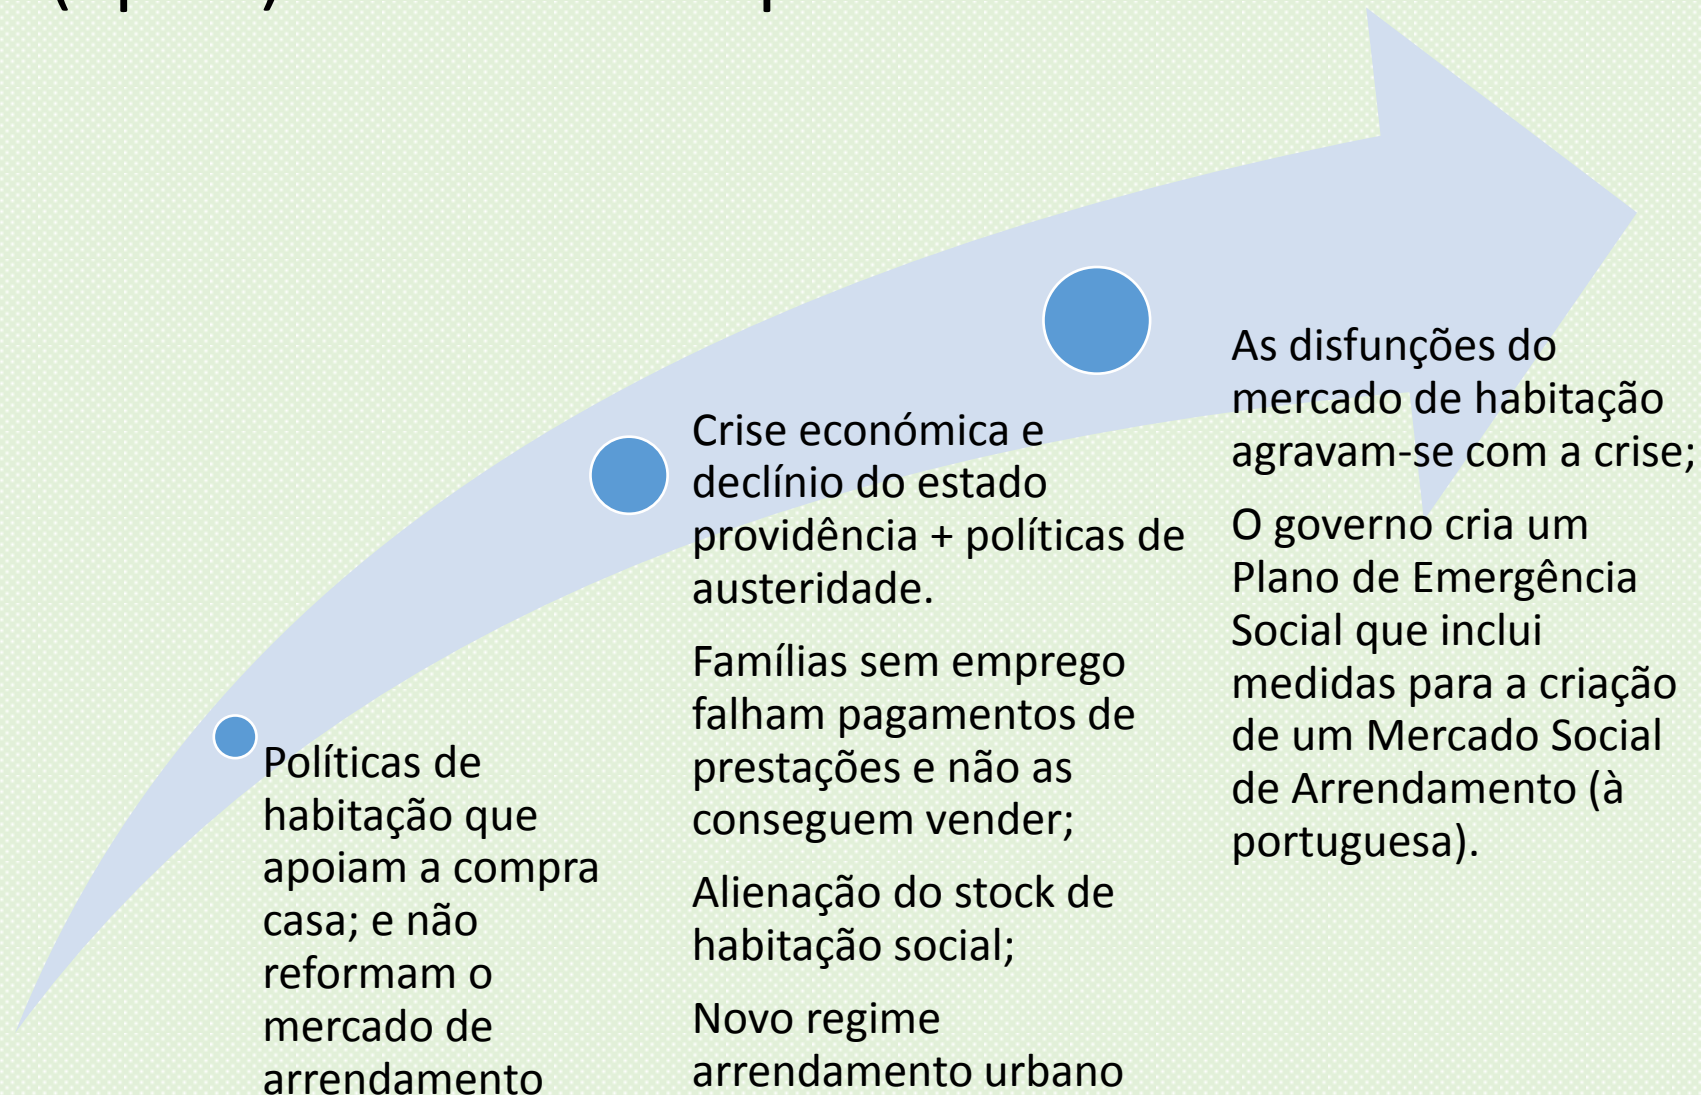 Políticas de
habitação que
apoiam a compra
casa; e não
reformam o
mercado de
arrendamento
Crise económica e
declínio do estado
providência + políticas de
austeridade.
Famílias sem emprego
falham pagamentos de
prestações e não as
conseguem vender;
Alienação do stock de
habitação social;
Novo regime
arrendamento urbano
As disfunções do
mercado de habitação
agravam-se com a crise;
O governo cria um
Plano de Emergência
Social que inclui
medidas para a criação
de um Mercado Social
de Arrendamento (à
portuguesa).